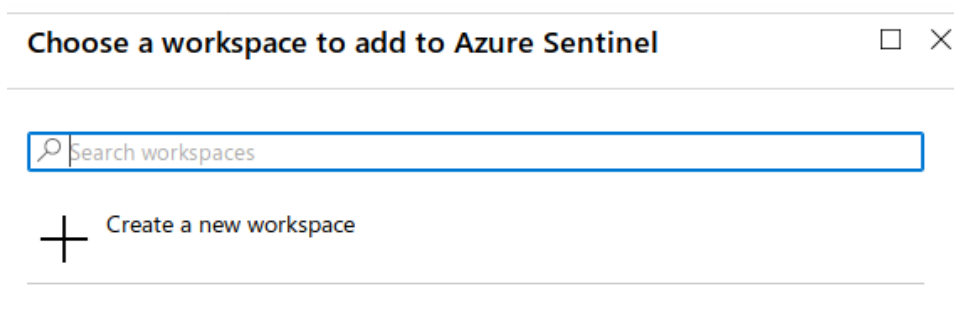 Choose a workspace to add to Azure Sentinel
Search workspaces
Create a new workspace